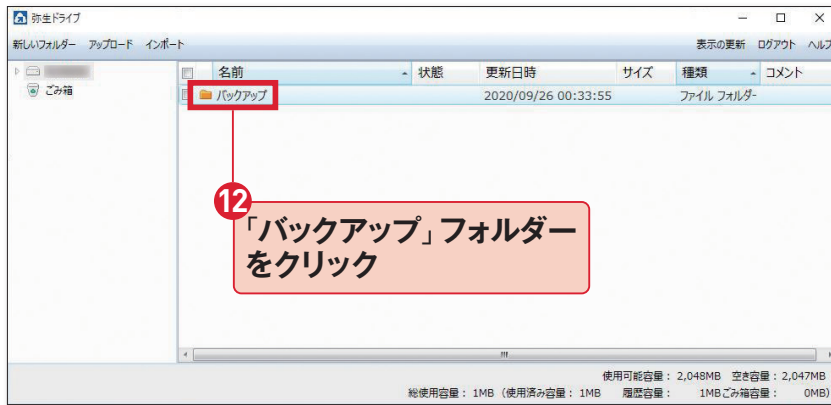 弥生ドライブ
新しいフォルダー アップロード インポート 表示の更新 ログアウト ヘルプ
名前 状態 更新日時 サイズ 種類 コメント
バックアップ 2020/09/26 00:33:55 ファイル フォルダー
ごみ箱
12
「バックアップ」フォルダー
をクリック
使用可能容量： 2,048MB 空き容量：2,047MB
総使用容量： 1MB （使用済み容量： 1MB 履歴容量： 1MB ごみ箱容量： 0MB）